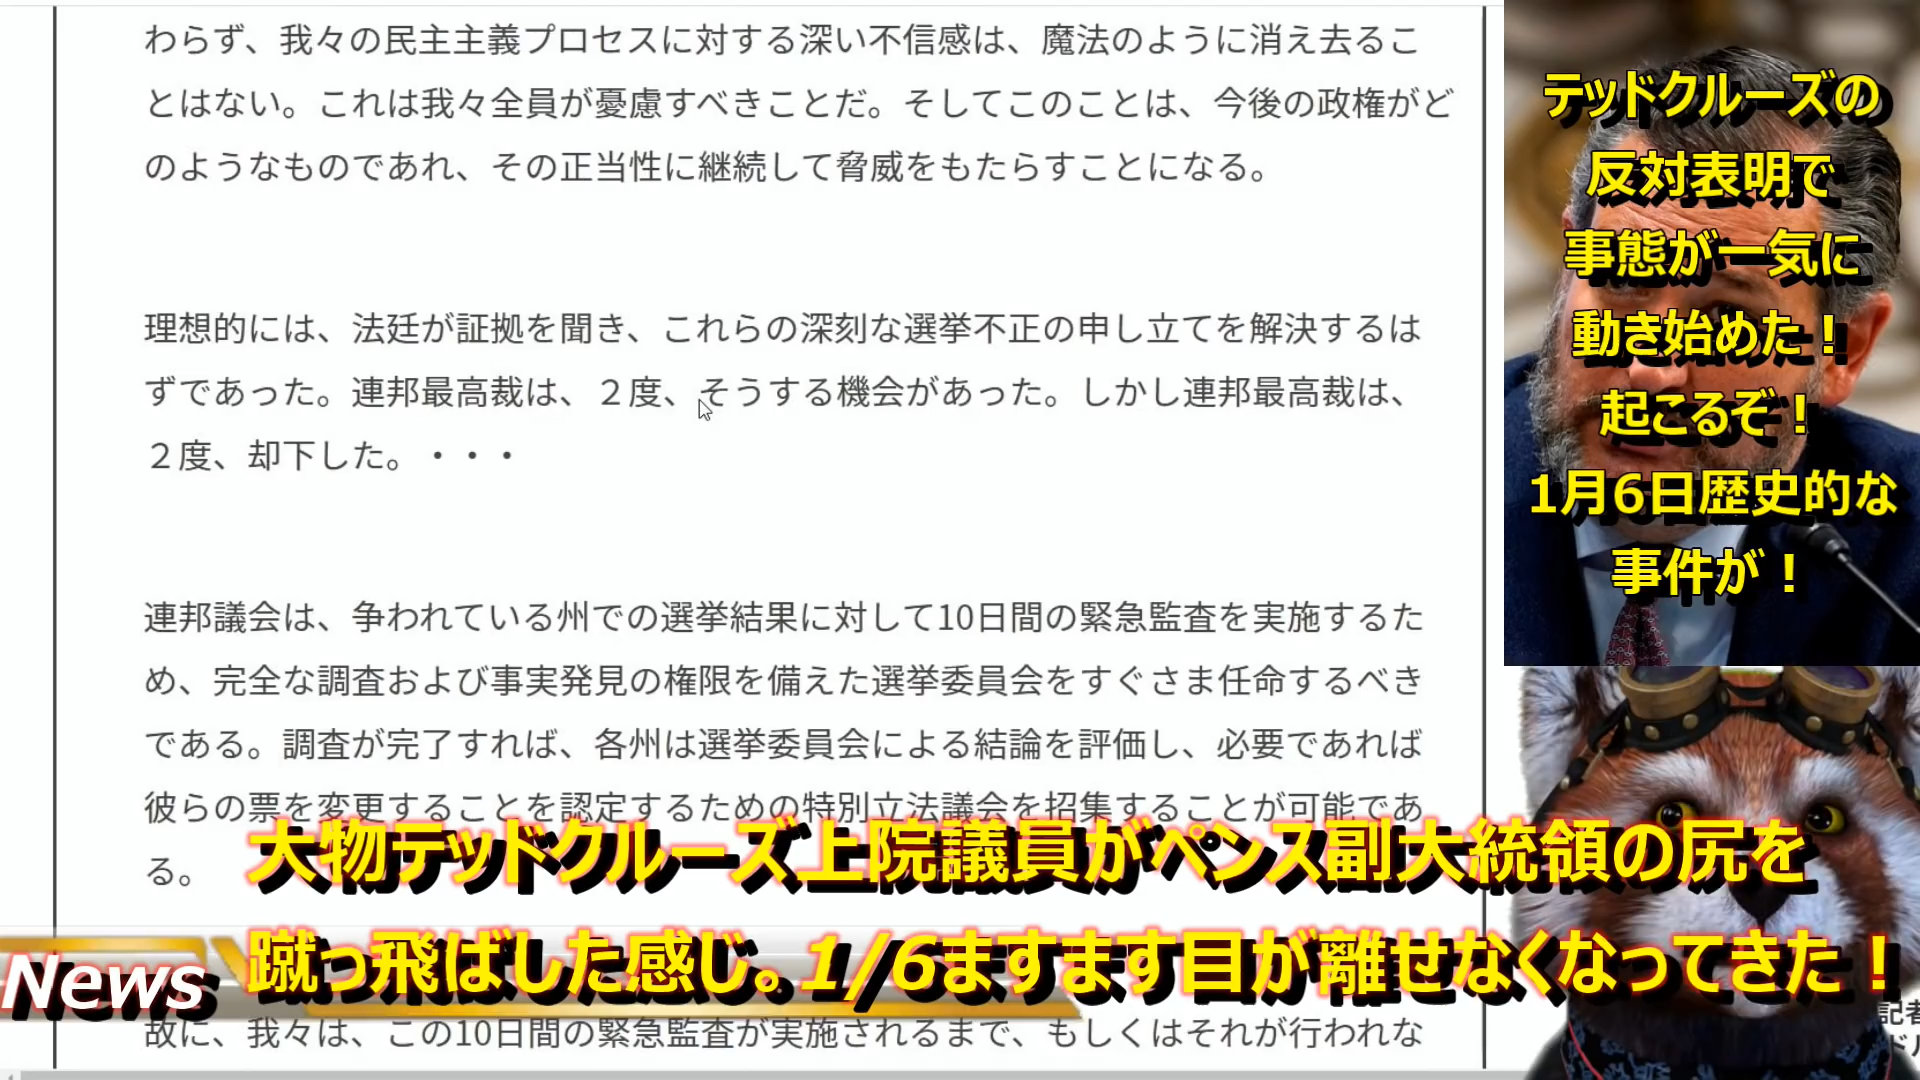 わらず、我々の民主主義プロセスに対する深い不信感は、魔法のように消え去るこ
とはない。これは我々全員が憂慮すべきことだ。そしてこのことは、今後の政権がど
のようなものであれ、その正当性に継続して脅威をもたらすことになる。
理想的には、法廷が証拠を聞き、これらの深刻な選挙不正の申し立てを解決するは
ずであった。連邦最高裁は、２度、そうする機会があった。しかし連邦最高裁は、
２度、却下した。・・・
連邦議会は、争われている州での選挙結果に対して10日間の緊急監査を実施するた
め、完全な調査および事実発見の権限を備えた選挙委員会をすぐさま任命するべき
である。調査が完了すれば、各州は選挙委員会による結論を評価し、必要であれば
彼らの票を変更することを認定するための特別立法議会を招集することが可能であ
る。
故に、我々は、この10日間の緊急監査が実施されるまで、もしくはそれが行われな
テッドクルーズの
反対表明で
事態が一気に
動き始めた！
起こるぞ！
1月6日歴史的な
事件が！
大物テッドクルーズ上院議員がペンス副大統領の尻を
蹴っ飛ばした感じ。1/6ますます目が離せなくなってきた！
News
記者